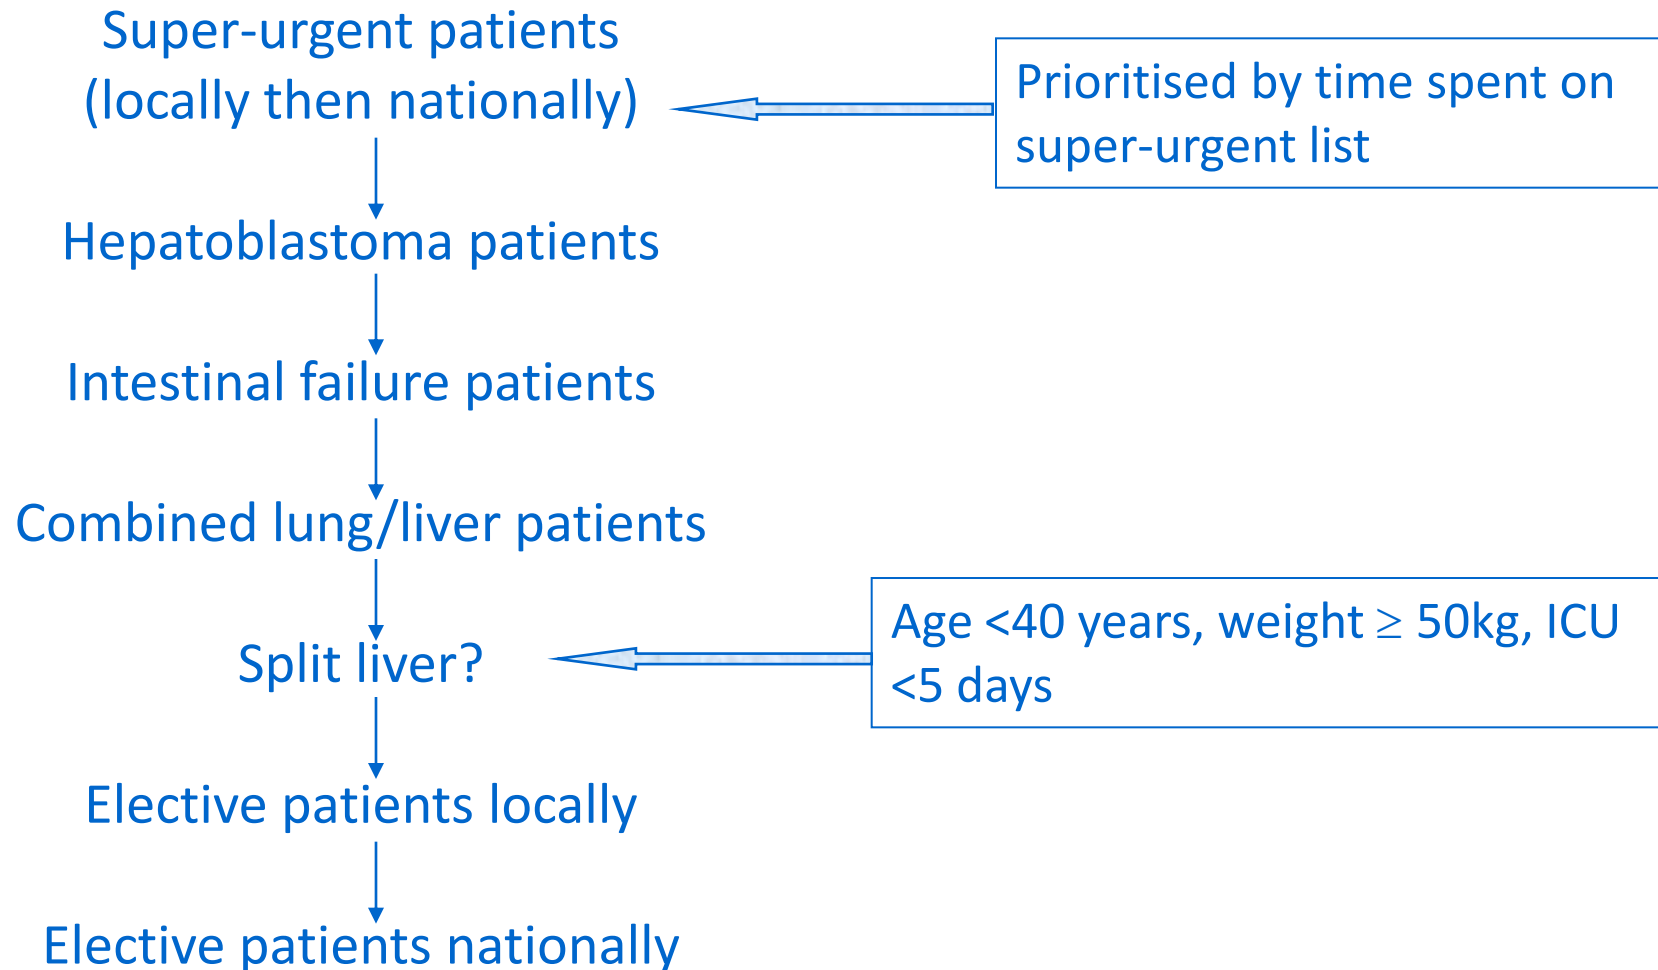 Super-urgent patients
(locally then nationally)
Prioritised by time spent on
super-urgent list
Hepatoblastoma patients
Intestinal failure patients
Combined lung/liver patients
Split liver?
Age <40 years, weight ≥ 50kg, ICU
<5 days
Elective patients locally
Elective patients nationally